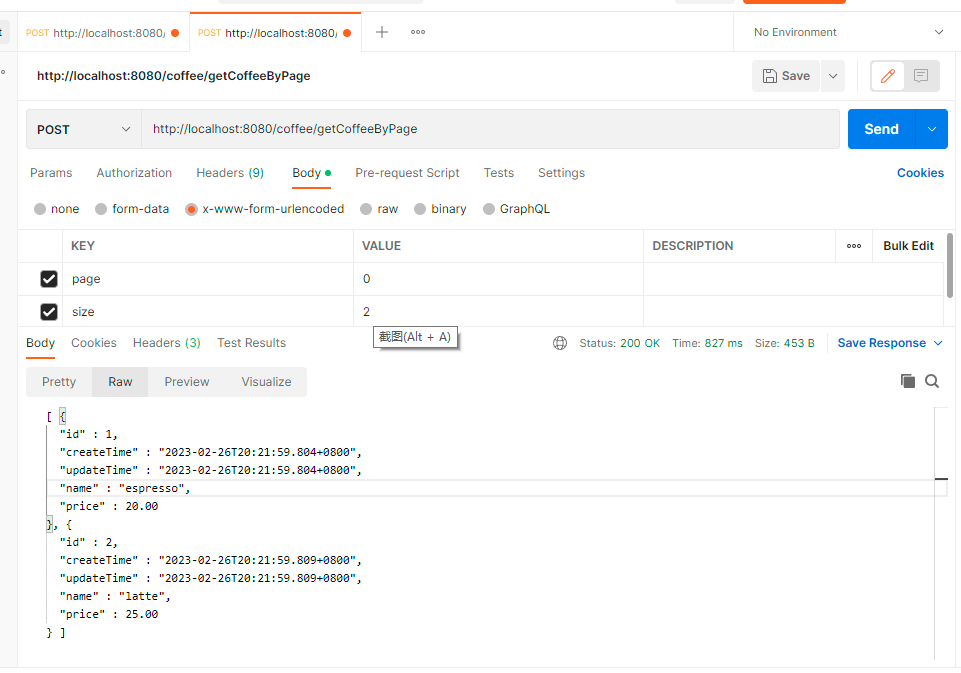 t POST http://localhost:8080/ POST http://localhost:8080/ No Environment
http://localhost:8080/coffee/getCoffeeByPage Save
POST http://localhost:8080/coffee/getCoffeeByPage Send
Params Authorization Headers (9) Body Pre-request Script Tests Settings Cookies
none form-data x-www-form-urlencoded raw binary GraphQL
KEY VALUE DESCRIPTION Bulk Edit
page 0
size 2
截图(Alt + A)
Body Cookies Headers (3) Test Results Status: 200 OK Time: 827 ms Size: 453 B Save Response
Pretty Raw Preview Visualize
[ {
"id" : 1,
"createTime" : "2023-02-26T20:21:59.804+0800",
"updateTime" : "2023-02-26T20:21:59.804+0800",
"name" : "espresso",
"price" : 20.00
}, {
"id" : 2,
"createTime" : "2023-02-26T20:21:59.809+0800",
"updateTime" : "2023-02-26T20:21:59.809+0800",
"name" : "latte",
"price" : 25.00
} ]